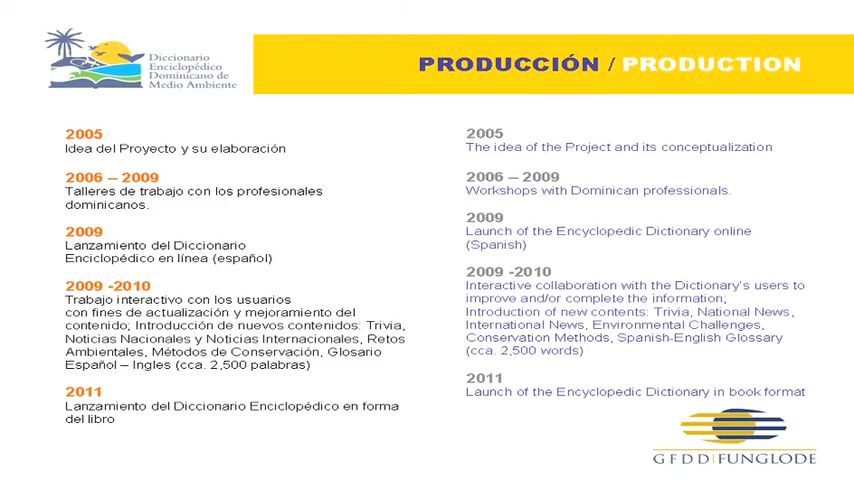 Diccionario
Enciclopédico
Dominicano de
Medio Ambiente
PRODUCCIÓN / PRODUCTION
2005
Idea del Proyecto y su elaboración
2006 – 2009
Talleres de trabajo con los profesionales
dominicanos.
2009
Lanzamiento del Diccionario
Enciclopédico en línea (español)
2009 -2010
Trabajo interactivo con los usuarios
con fines de actualización y mejoramiento del
contenido; Introducción de nuevos contenidos: Trivia,
Noticias Nacionales y Noticias Internacionales, Retos
Ambientales, Métodos de Conservación, Glosario
Español – Ingles (cca. 2,500 palabras)
2011
Lanzamiento del Diccionario Enciclopédico en forma
del libro
2005
The idea of the Project and its conceptualization
2006 – 2009
Workshops with Dominican professionals.
2009
Launch of the Encyclopedic Dictionary online
(Spanish)
2009 -2010
Interactive collaboration with the Dictionary's users to
improve and/or complete the information;
Introduction of new contents: Trivia, National News,
International News, Environmental Challenges,
Conservation Methods, Spanish-English Glossary
(cca. 2,500 words)
2011
Launch of the Encyclopedic Dictionary in book format
GFDD|FUNGLODE